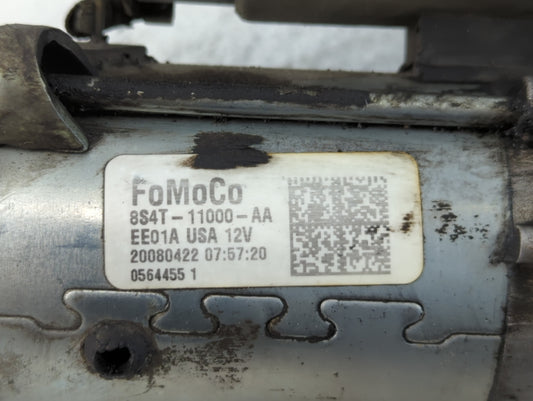 FoMoCo
8S4T-11000-AA
EE01A USA 12V
20080422 07:57:20
0564455 1